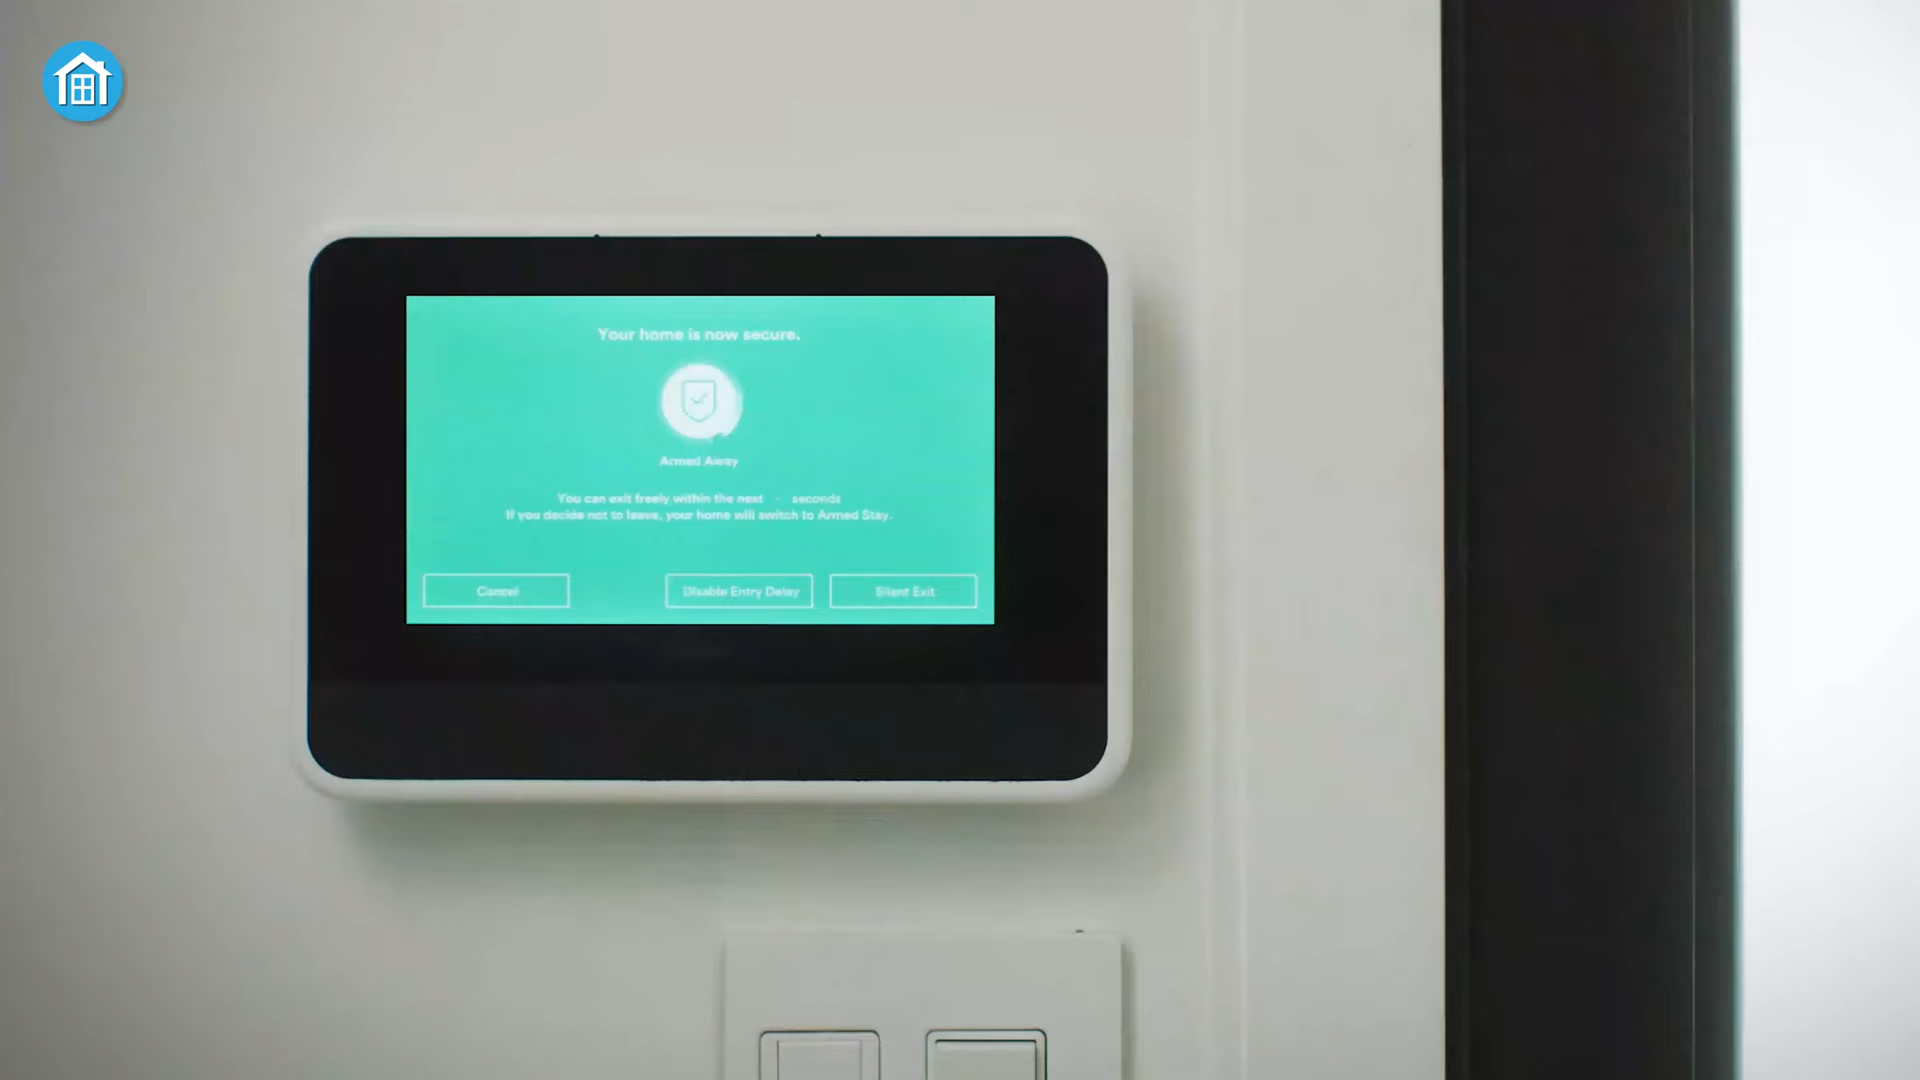 Your home is now secure.
Armed Away
You can exit freely within the next - seconds
If you decide not to leave, your home will switch to Armed Stay.
Cancel
Disable Entry Delay
Silent Exit